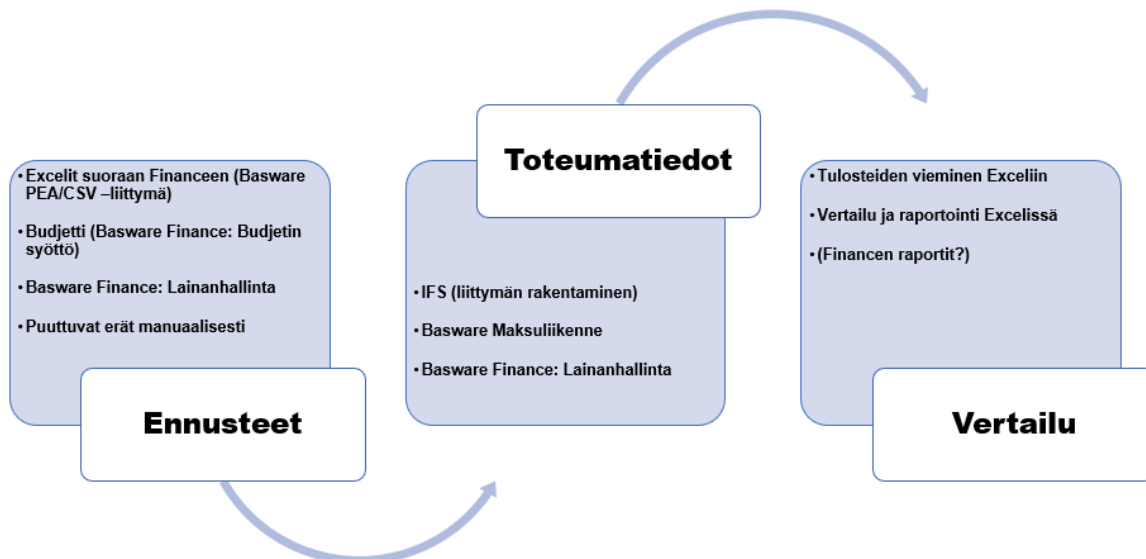 • Excelit suoraan Financeen (Basware
PEA/CSV –liittymä)
• Budjetti (Basware Finance: Budjetin
syöttö)
• Basware Finance: Lainanhallinta
• Puuttuvat erät manuaalisesti
Ennusteet
Toteumatiedot
• IFS (liittymän rakentaminen)
• Basware Maksuliikenne
• Basware Finance: Lainanhallinta
• Tulosteiden vieminen Exceliin
• Vertailu ja raportointi Excelissä
• (Financen raportit?)
Vertailu